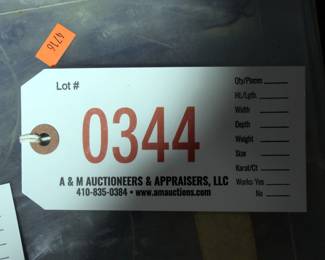 4716
Lot #
0344
Qty/Pieces
Ht./Lgth.
Width
Depth
Weight
Size
Karat/Ct
Works: Yes
No
A & M AUCTIONEERS & APPRAISERS, LLC
410-835-0384 • www.amauctions.com